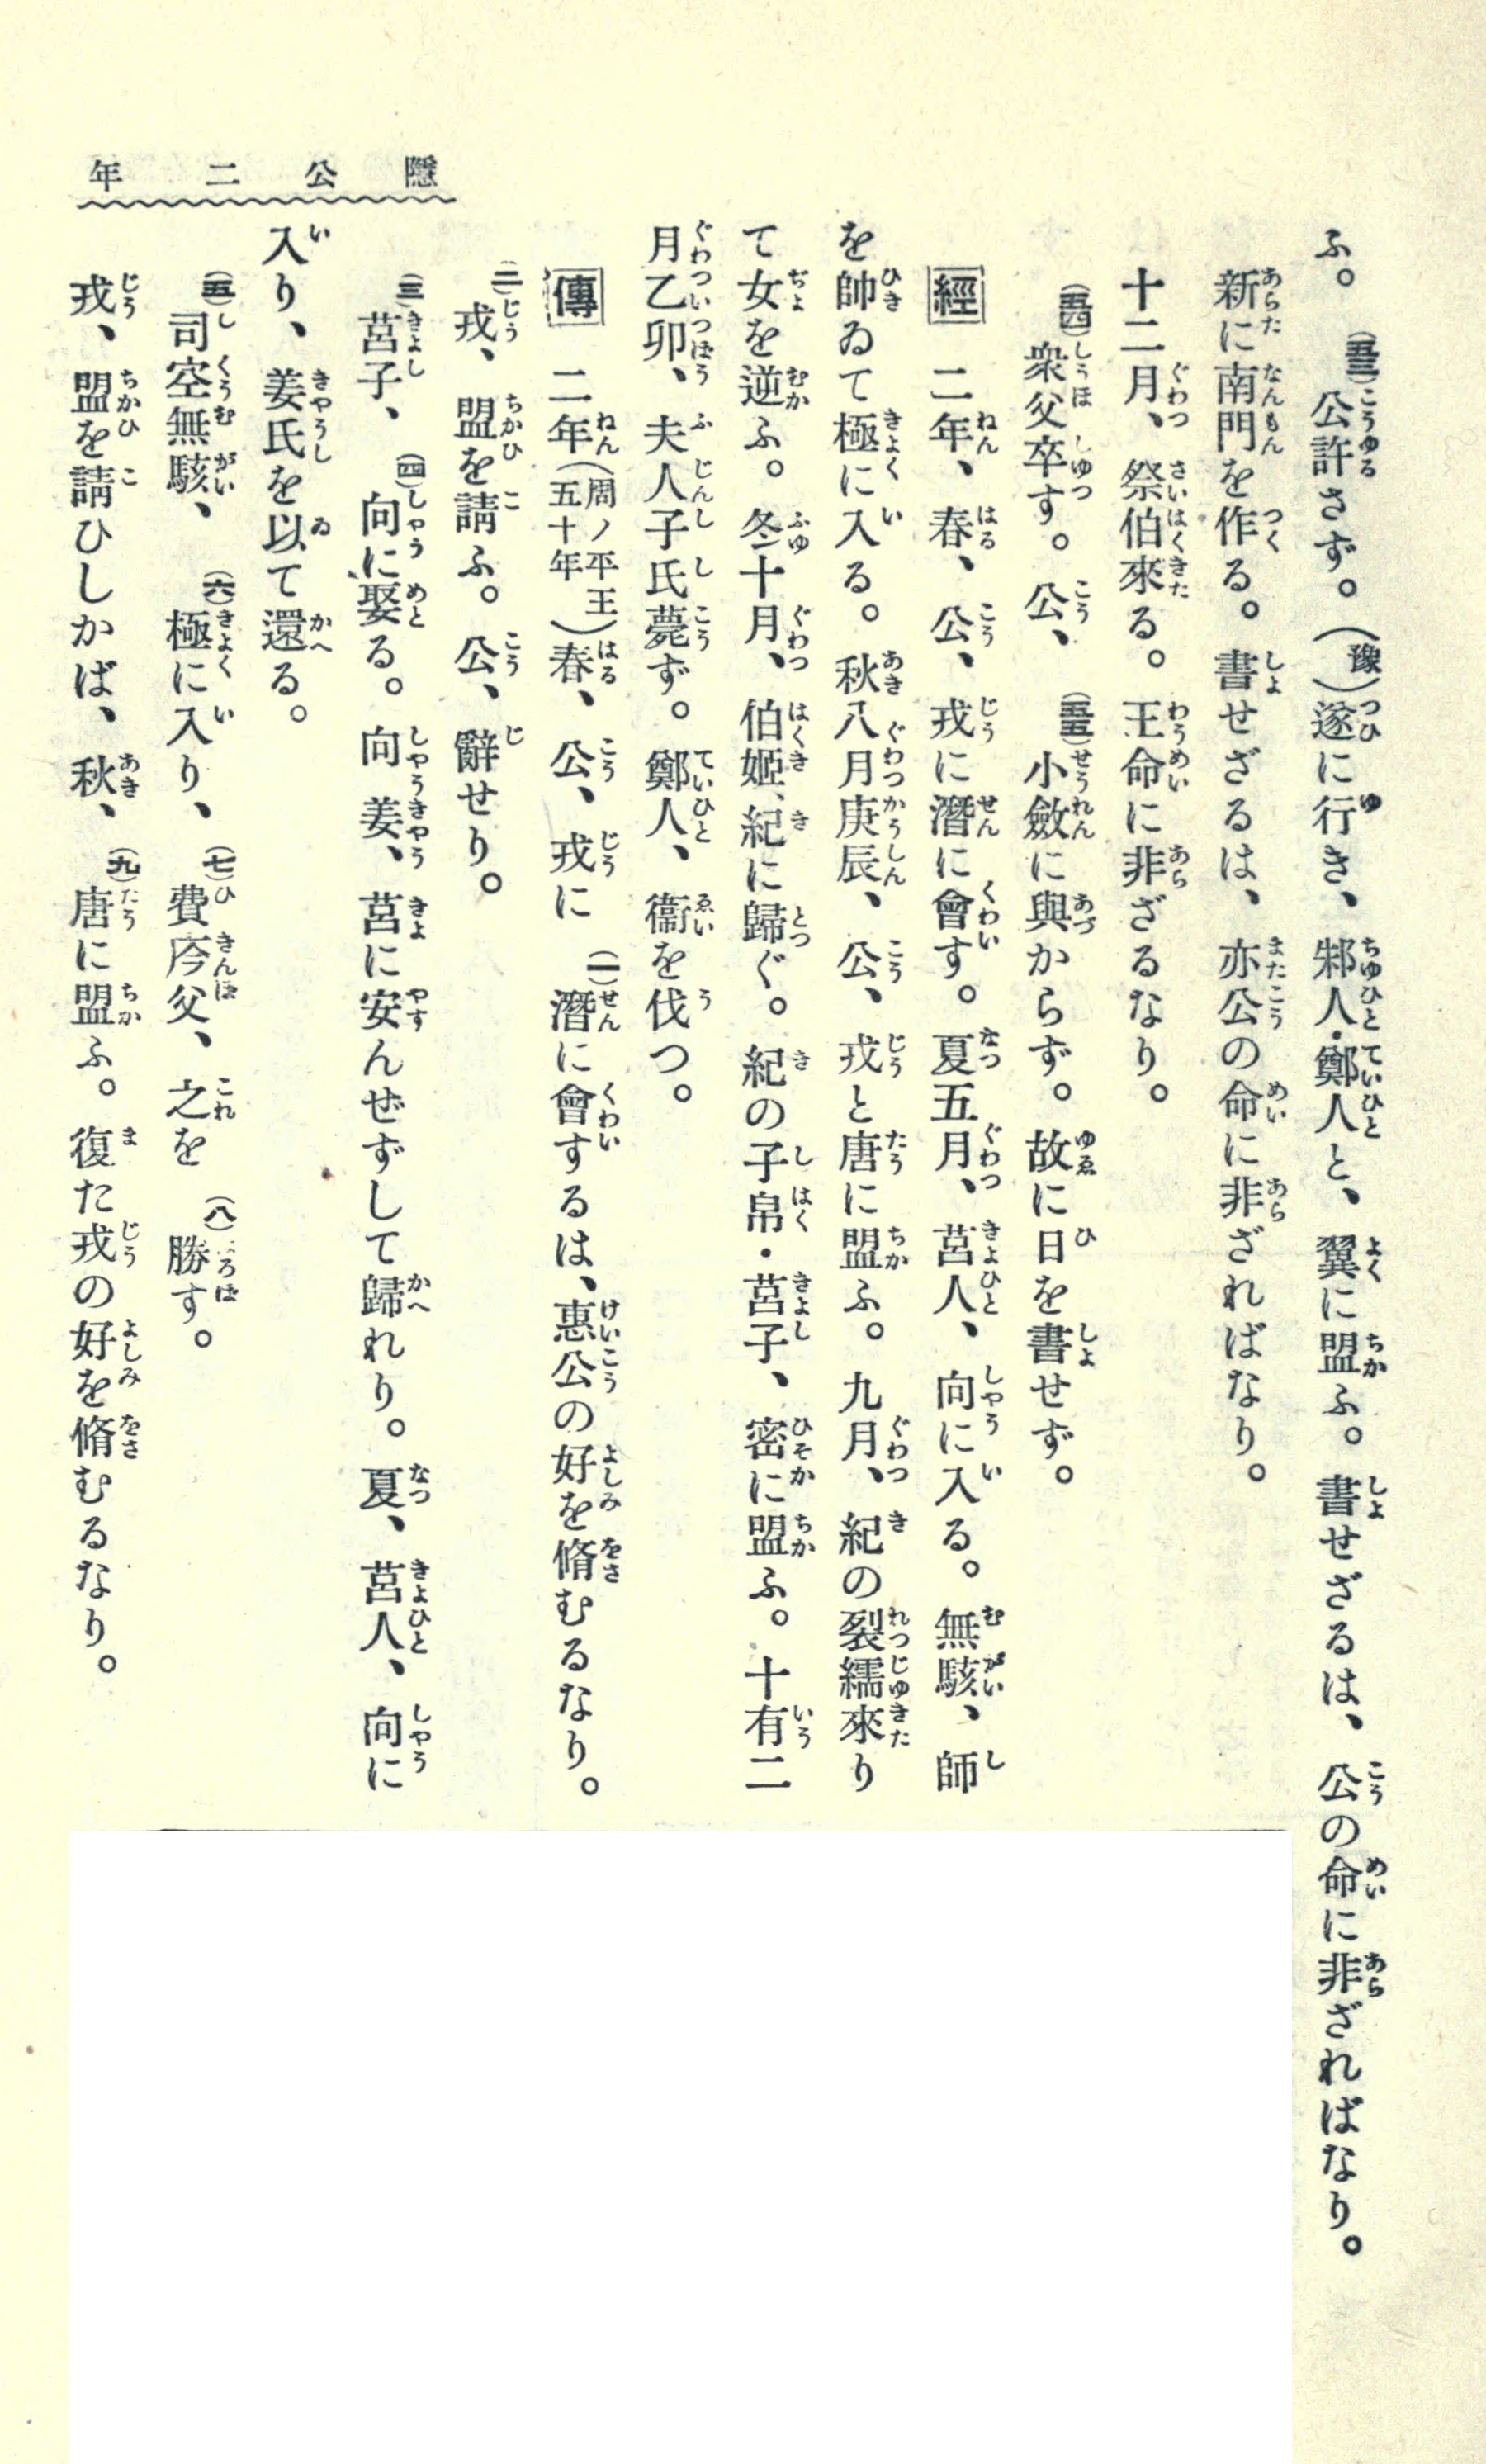 隱公二年
ふ。(五三)公許さず。(豫)遂に行き、邾人・鄭人と、翼に盟ふ。書せざるは、公の命に非ざればなり。
新に南門を作る。書せざるは、亦公の命に非ざればなり。
十二月、祭伯來る。王命に非ざるなり。
(五四)衆父卒す。公、(五五)小斂に與からず。故に日を書せず。
經 二年、春、公、戎に潛に會す。夏五月、莒人、向に入る。無駭、師
を帥ゐて極に入る。秋八月庚辰、公、戎と唐に盟ふ。九月、紀の裂繻來り
て女を逆ふ。冬十月、伯姬、紀に歸ぐ。紀の子帛・莒子、密に盟ふ。十有二
月乙卯、夫人子氏薨ず。鄭人、衞を伐つ。
傳 二年(周ノ平王五十年)春、公、戎に(一)潛に會するは、惠公の好を脩むるなり。
(二)戎、盟を請ふ。公、辭せり。
(三)莒子、(四)向に娶る。向姜、莒に安んぜずして歸れり。夏、莒人、向に
入り、姜氏を以て還る。
(五)司空無駭、(六)極に入り、(七)費庈父、之を(八)勝す。
戎、盟を請ひしかば、秋、(九)唐に盟ふ。復た戎の好を脩むるなり。